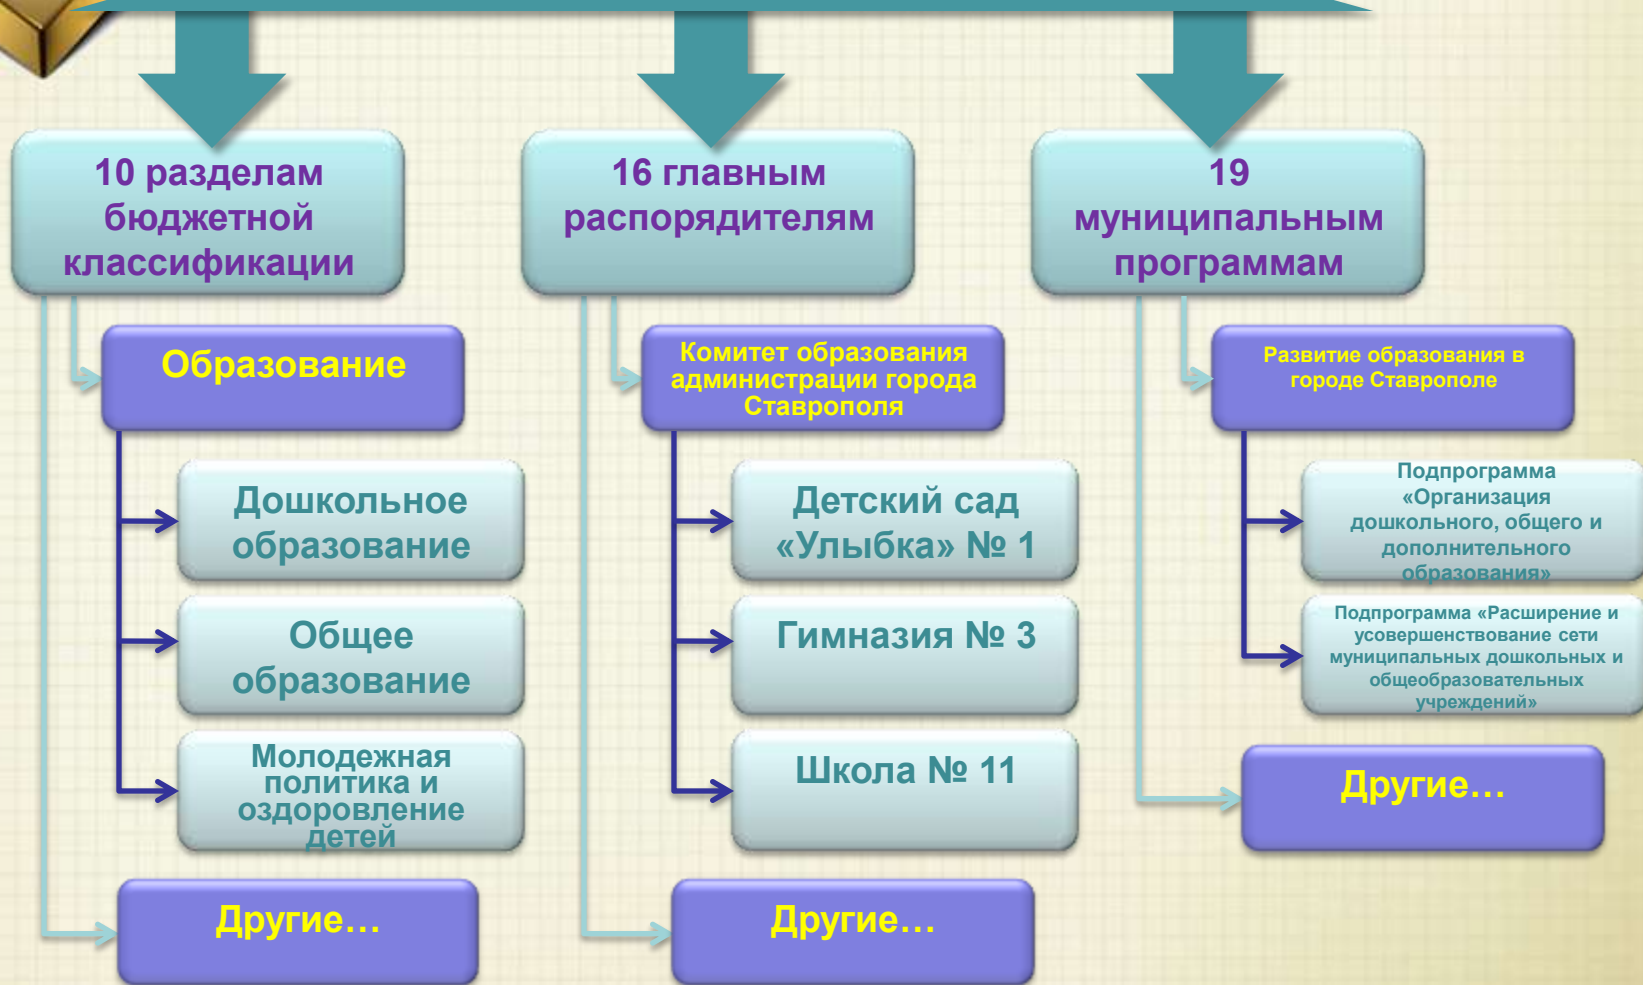 10 разделам
бюджетной
классификации
Образование
Дошкольное
образование
Общее
образование
Молодежная
политика и
оздоровление
детей
Другие…
16 главным
распорядителям
Комитет образования
администрации города
Ставрополя
Детский сад
«Улыбка» № 1
Гимназия № 3
Школа № 11
Другие…
19
муниципальным
программам
Развитие образования в
городе Ставрополе
Подпрограмма
«Организация
дошкольного, общего и
дополнительного
образования»
Подпрограмма «Расширение и
усовершенствование сети
муниципальных дошкольных и
общеобразовательных
учреждений»
Другие…